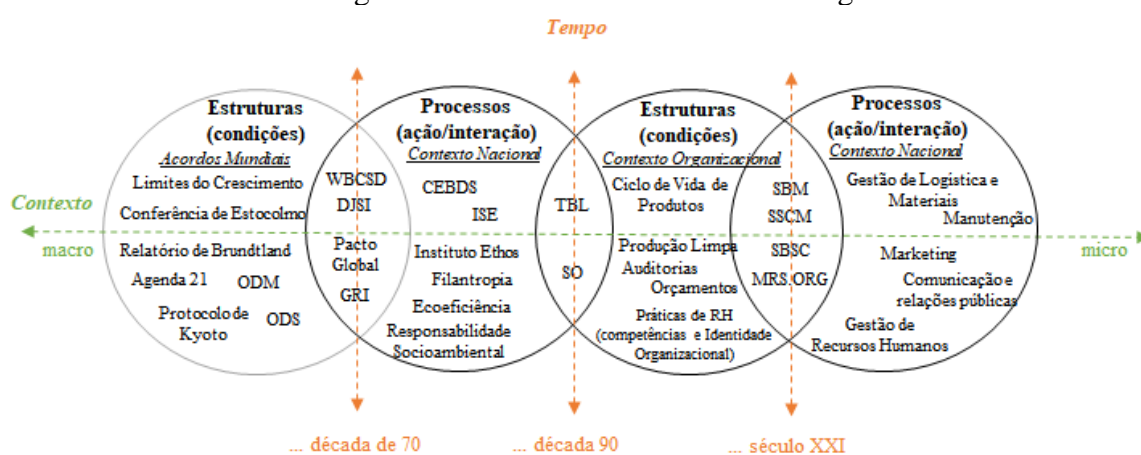 Tempo
Estruturas
(condições)
Acordos Mundiais
Limites do Crescimento
Conferência de Estocolmo
Relatório de Brundtland
Agenda 21
ODM
Protocolo de
Kyoto
ODS
WBCSD
DJSI
Pacto
Global
GRI
Processos
(ação/interação)
Contexto Nacional
CEBDS
ISE
Instituto Ethos
Filantropia
Ecoeficiência
Responsabilidade
Socioambiental
TBL
SO
Estruturas
(condições)
Contexto Organizacional
Ciclo de Vida de
Produtos
Produção Limpa
Auditorias
Orçamentos
Práticas de RH
(competências e Identidade
Organizacional)
SBM
SSCM
SBSC
MRS.ORG
Processos
(ação/interação)
Contexto Nacional
Gestão de Logistica e
Materiais
Manutenção
Marketing
Comunicação e
relações públicas
Gestão de
Recursos Humanos
Contexto
macro
micro
... década de 70
... década 90
... século XXI